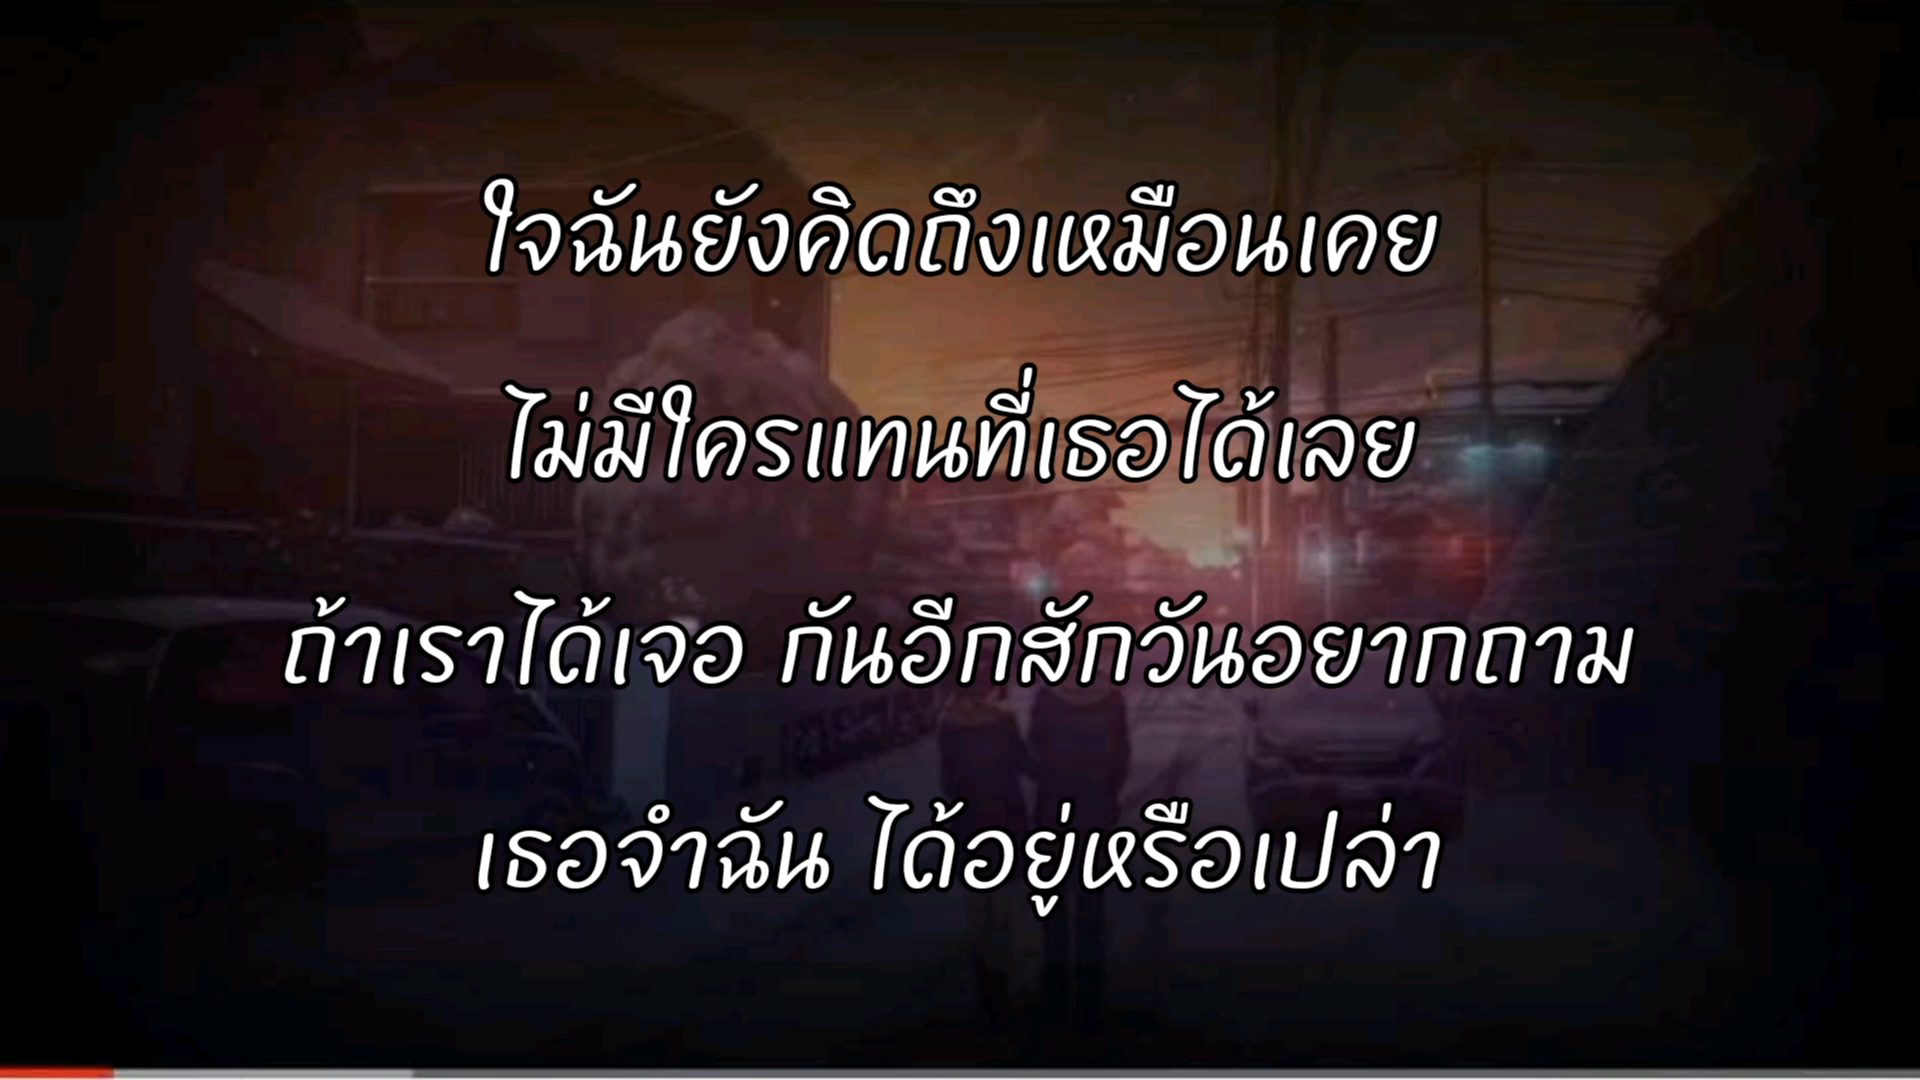 ใจฉันยังคิดถึงเหมือนเคย
ไม่มีใครแทนที่เธอได้เลย
ถ้าเราได้เจอ กันอีกสักวันอยากถาม
เธอจำฉัน ได้อยู่หรือเปล่า